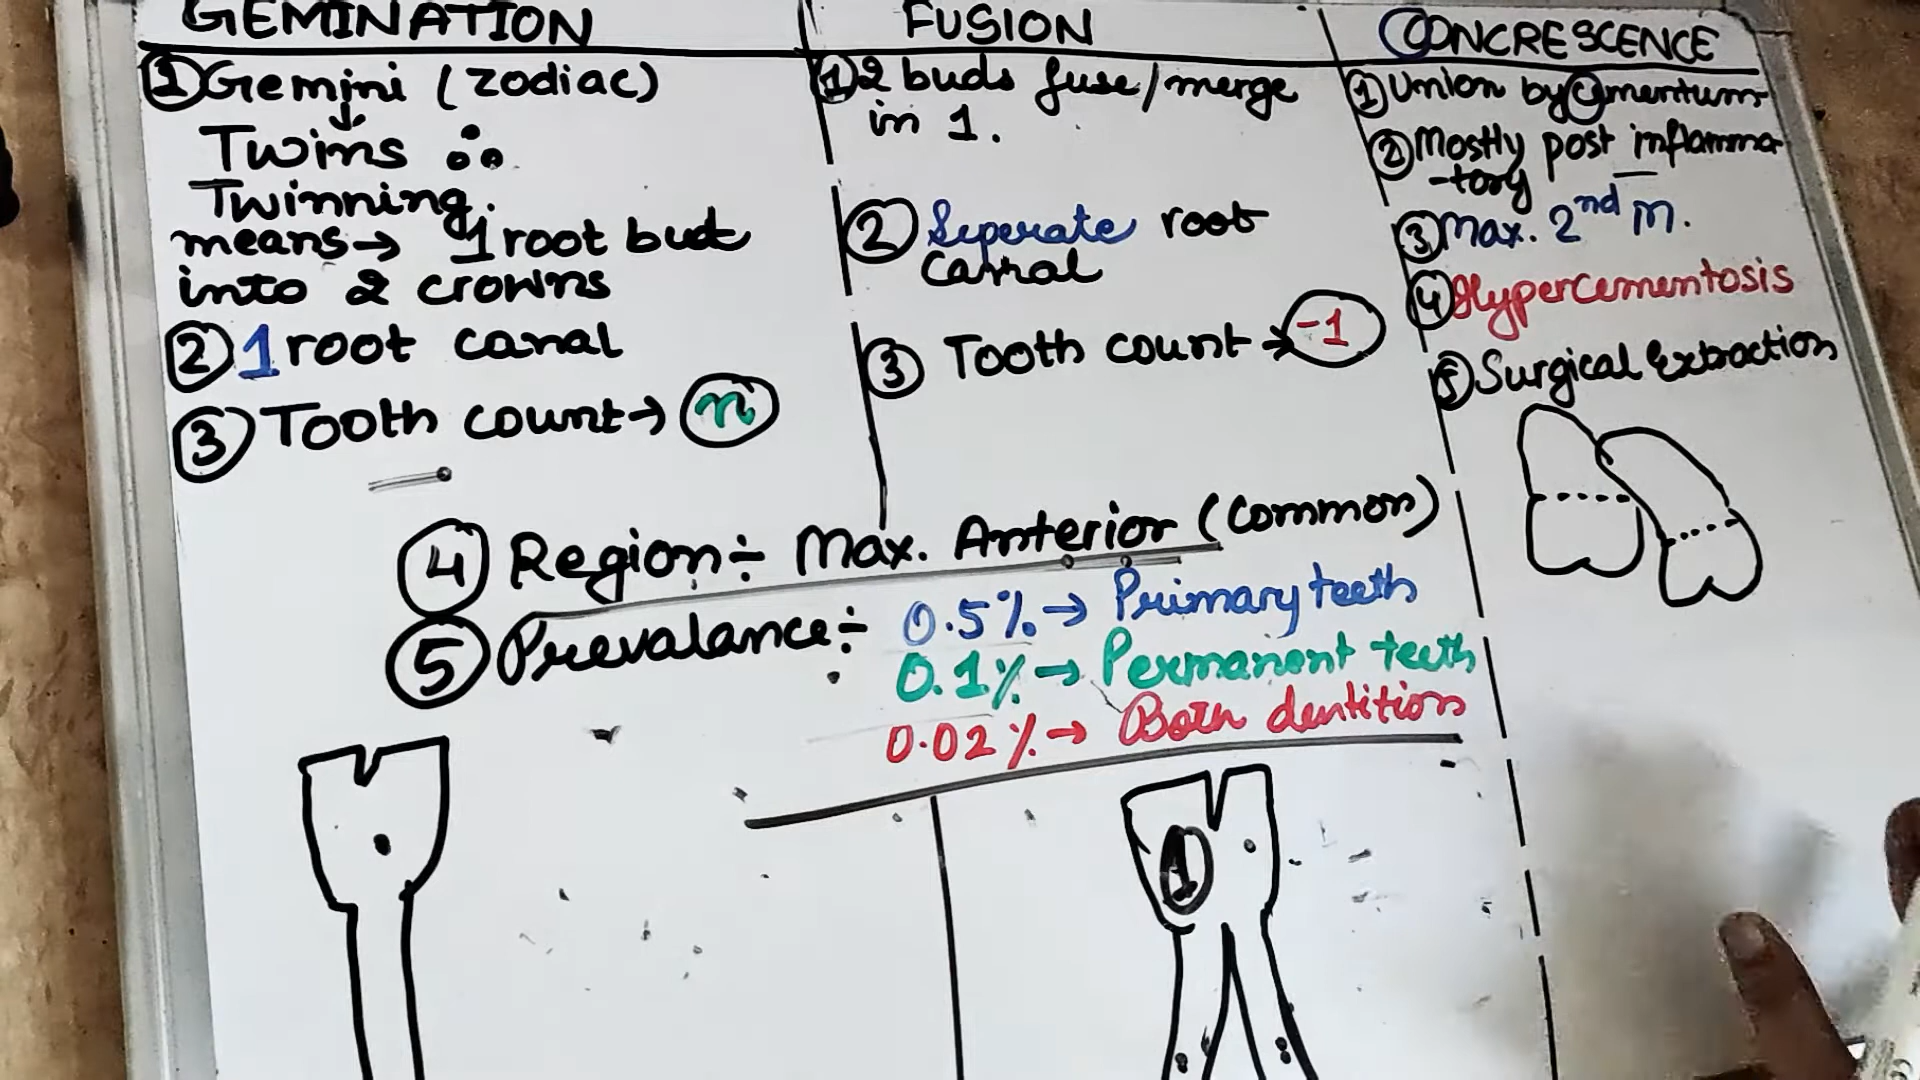 GEMINATION
① Gemini (zodiac)
↓
Twins ∴
Twinning.
means→ 1 root bud
into 2 crowns
② 1 root canal
③ Tooth count→ n
FUSION
① 2 buds fuse/merge
in 1.
② Seperate root
canal
③ Tooth count → -1
CONCRESCENCE
① Union by Cementum
② Mostly post inflamma
-tory
③ Max. 2nd M.
④ Hypercementosis
⑤ Surgical Extraction
④ Region÷ Max. Anterior (Common)
⑤ Prevalance÷ 0.5% → Primary teeth
0.1% → Permanent teeth
0.02% → Both dentition
1